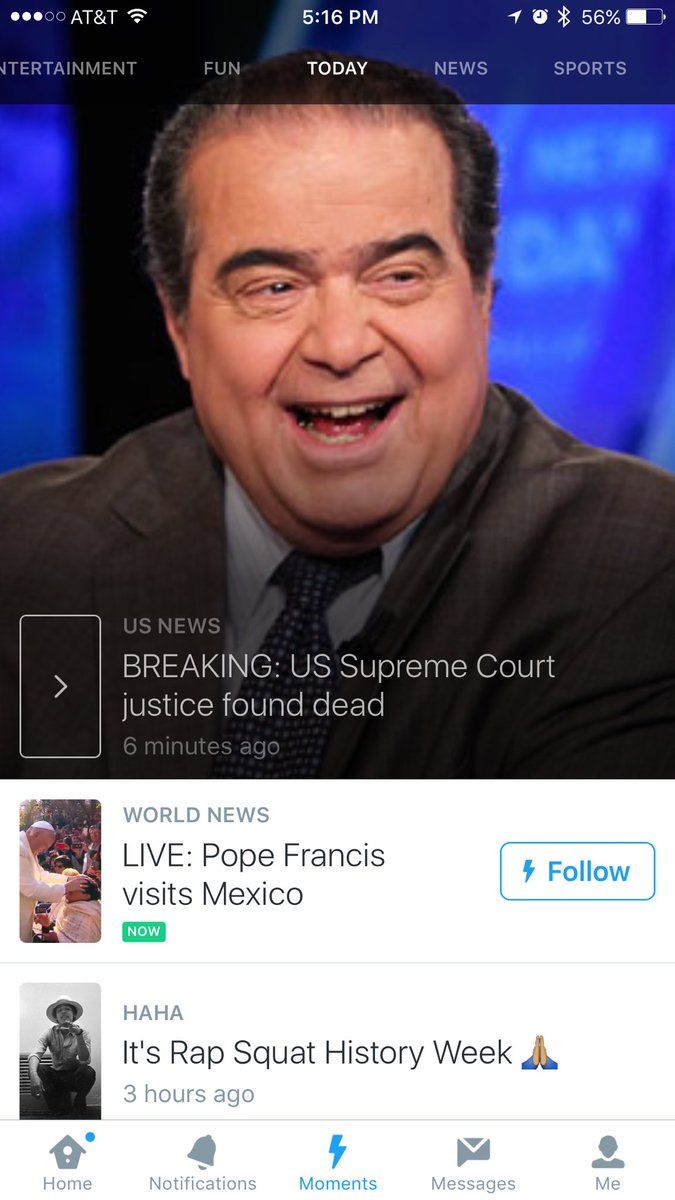 AT&T 5:16 PM 56%
NTERTAINMENT FUN TODAY NEWS SPORTS
US NEWS
BREAKING: US Supreme Court
justice found dead
6 minutes ago
WORLD NEWS
LIVE: Pope Francis
visits Mexico
NOW
Follow
HAHA
It's Rap Squat History Week 🙏🏽
3 hours ago
Home Notifications Moments Messages Me